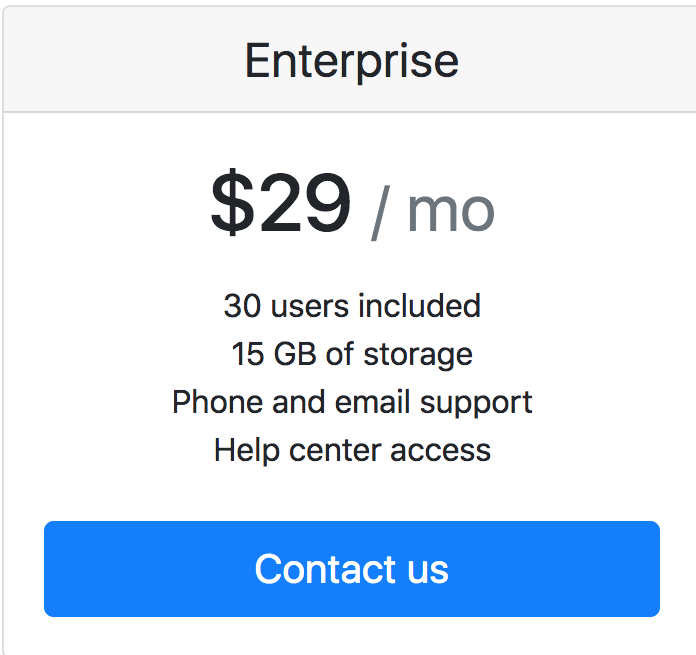 Enterprise
$29 / mo
30 users included
15 GB of storage
Phone and email support
Help center access
Contact us